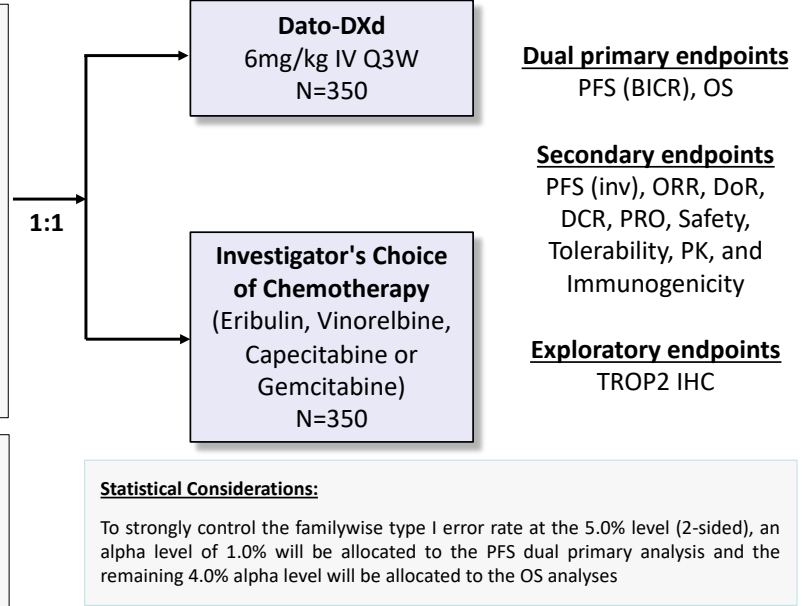 Dato-DXd
6mg/kg IV Q3W
N=350
1:1
Investigator's Choice
of Chemotherapy
(Eribulin, Vinorelbine,
Capecitabine or
Gemcitabine)
N=350
Dual primary endpoints
PFS (BICR), OS
Secondary endpoints
PFS (inv), ORR, DoR,
DCR, PRO, Safety,
Tolerability, PK, and
Immunogenicity
Exploratory endpoints
TROP2 IHC
Statistical Considerations:
To strongly control the familywise type I error rate at the 5.0% level (2-sided), an
alpha level of 1.0% will be allocated to the PFS dual primary analysis and the
remaining 4.0% alpha level will be allocated to the OS analyses